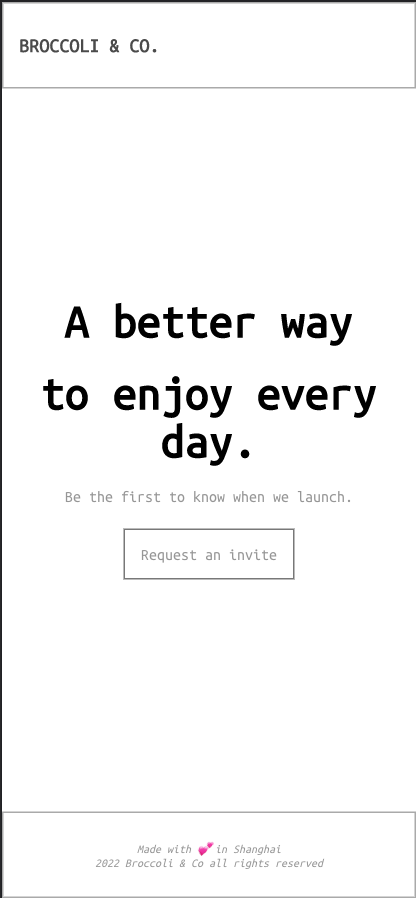 BROCCOLI & CO.
A better way
to enjoy every
day.
Be the first to know when we launch.
Request an invite
Made with 💕 in Shanghai
2022 Broccoli & Co all rights reserved